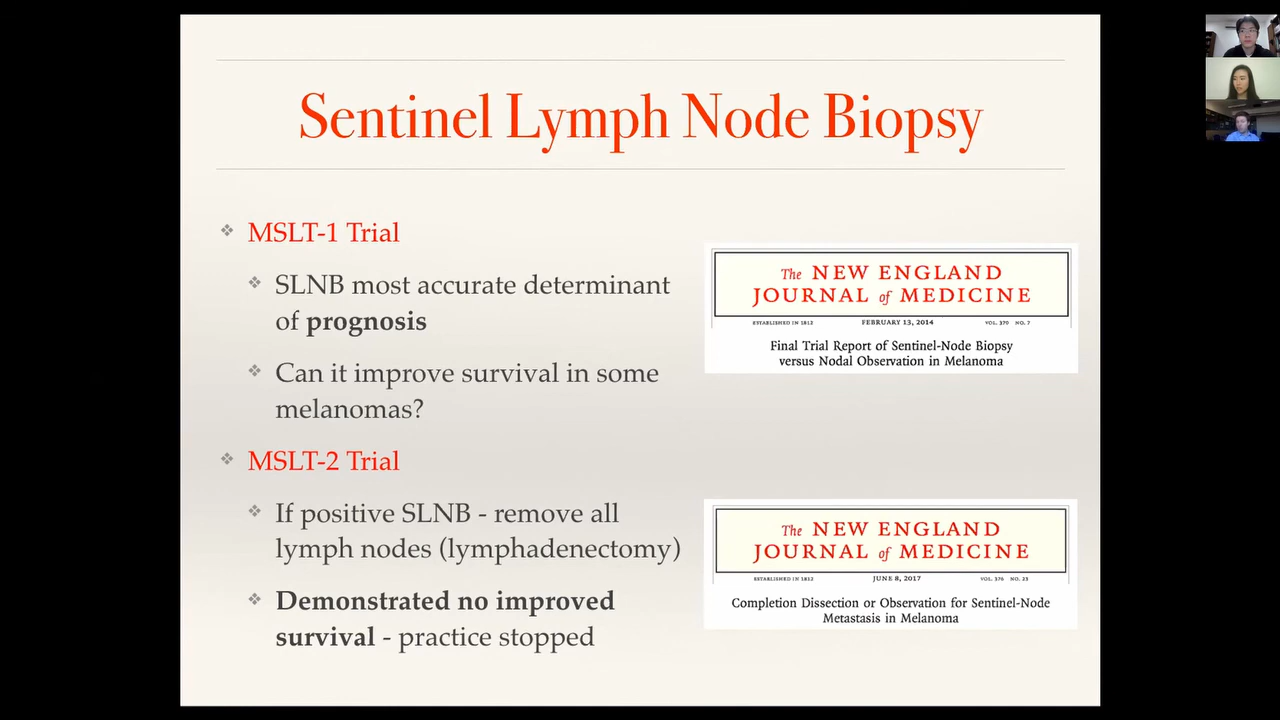 Sentinel Lymph Node Biopsy
MSLT-1 Trial
SLNB most accurate determinant
of prognosis
Can it improve survival in some
melanomas?
MSLT-2 Trial
If positive SLNB - remove all
lymph nodes (lymphadenectomy)
Demonstrated no improved
survival - practice stopped
The NEW ENGLAND
JOURNAL of MEDICINE
ESTABLISHED IN 1812 FEBRUARY 13, 2014 VOL. 370 NO. 7
Final Trial Report of Sentinel-Node Biopsy
versus Nodal Observation in Melanoma
The NEW ENGLAND
JOURNAL of MEDICINE
ESTABLISHED IN 1812 JUNE 8, 2017 VOL. 376 NO. 23
Completion Dissection or Observation for Sentinel-Node
Metastasis in Melanoma